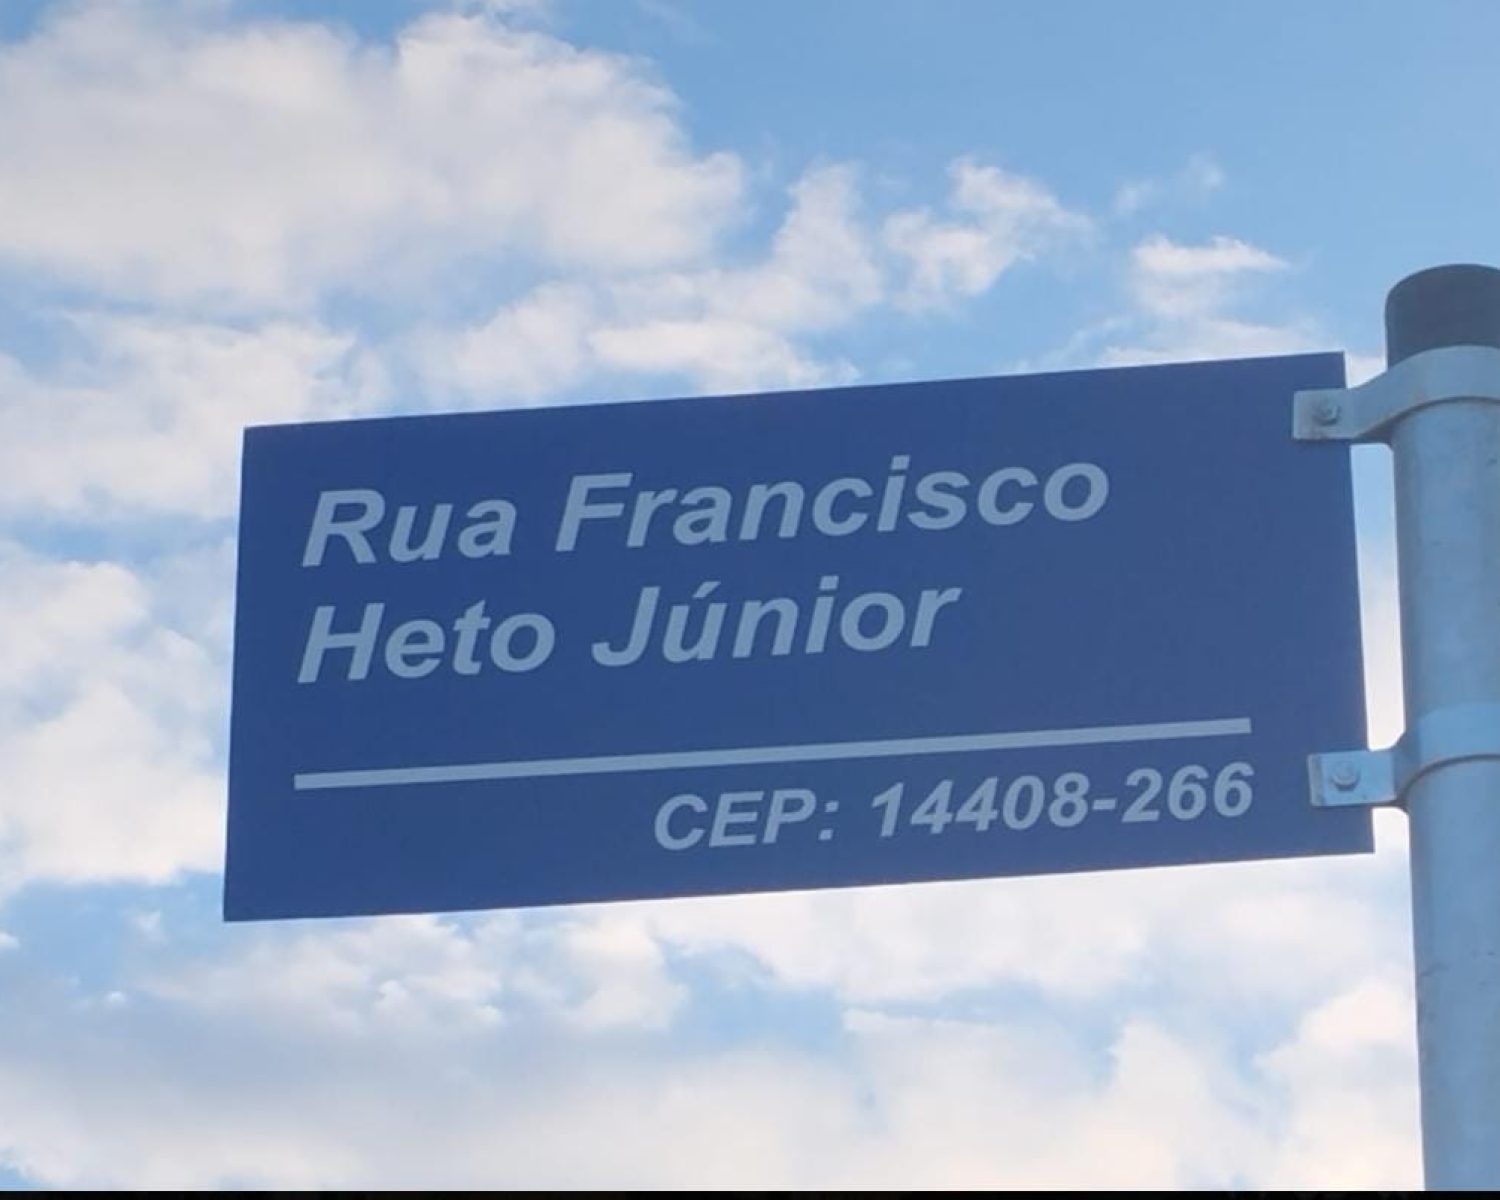 Rua Francisco
Heto Júnior
CEP: 14408-266